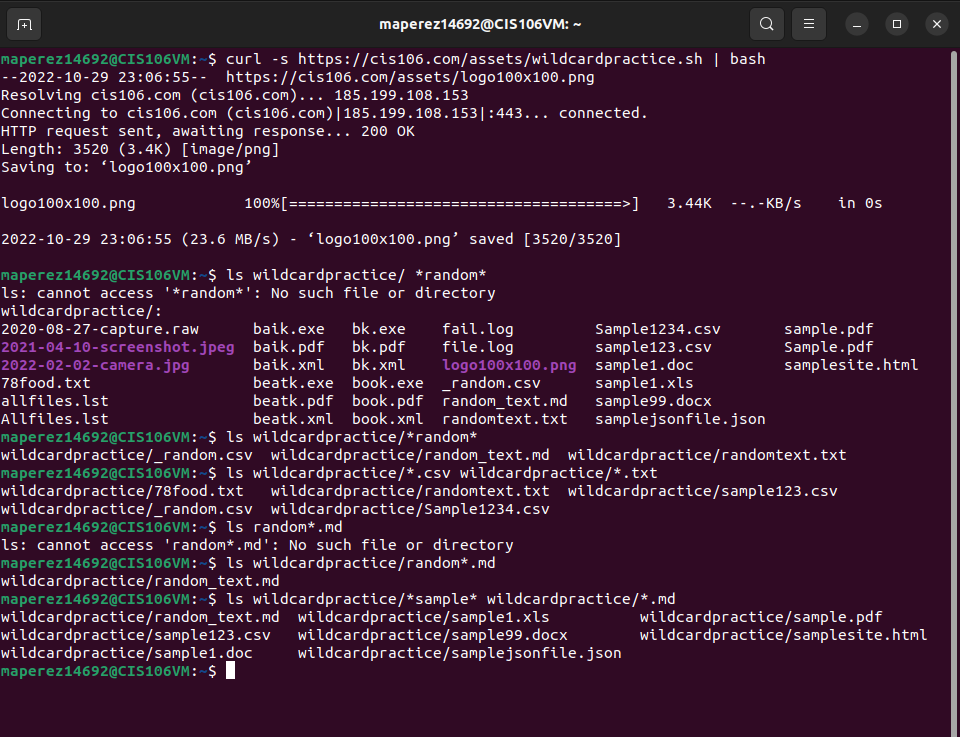 maperez14692@CIS106VM: ~
maperez14692@CIS106VM:~$ curl -s https://cis106.com/assets/wildcardpractice.sh | bash
--2022-10-29 23:06:55--  https://cis106.com/assets/logo100x100.png
Resolving cis106.com (cis106.com)... 185.199.108.153
Connecting to cis106.com (cis106.com)|185.199.108.153|:443... connected.
HTTP request sent, awaiting response... 200 OK
Length: 3520 (3.4K) [image/png]
Saving to: ‘logo100x100.png’
logo100x100.png            100%[=====================================>]   3.44K  --.-KB/s    in 0s
2022-10-29 23:06:55 (23.6 MB/s) - ‘logo100x100.png’ saved [3520/3520]
maperez14692@CIS106VM:~$ ls wildcardpractice/ *random*
ls: cannot access '*random*': No such file or directory
wildcardpractice/:
2020-08-27-capture.raw      baik.exe   bk.exe    fail.log         Sample1234.csv       sample.pdf
2021-04-10-screenshot.jpeg  baik.pdf   bk.pdf    file.log         sample123.csv        Sample.pdf
2022-02-02-camera.jpg       baik.xml   bk.xml    logo100x100.png  sample1.doc          samplesite.html
78food.txt                  beatk.exe  book.exe  _random.csv      sample1.xls
allfiles.lst                beatk.pdf  book.pdf  random_text.md   sample99.docx
Allfiles.lst                beatk.xml  book.xml  randomtext.txt   samplejsonfile.json
maperez14692@CIS106VM:~$ ls wildcardpractice/*random*
wildcardpractice/_random.csv  wildcardpractice/random_text.md  wildcardpractice/randomtext.txt
maperez14692@CIS106VM:~$ ls wildcardpractice/*.csv wildcardpractice/*.txt
wildcardpractice/78food.txt   wildcardpractice/randomtext.txt  wildcardpractice/sample123.csv
wildcardpractice/_random.csv  wildcardpractice/Sample1234.csv
maperez14692@CIS106VM:~$ ls random*.md
ls: cannot access 'random*.md': No such file or directory
maperez14692@CIS106VM:~$ ls wildcardpractice/random*.md
wildcardpractice/random_text.md
maperez14692@CIS106VM:~$ ls wildcardpractice/*sample* wildcardpractice/*.md
wildcardpractice/random_text.md  wildcardpractice/sample1.xls          wildcardpractice/sample.pdf
wildcardpractice/sample123.csv   wildcardpractice/sample99.docx        wildcardpractice/samplesite.html
wildcardpractice/sample1.doc     wildcardpractice/samplejsonfile.json
maperez14692@CIS106VM:~$